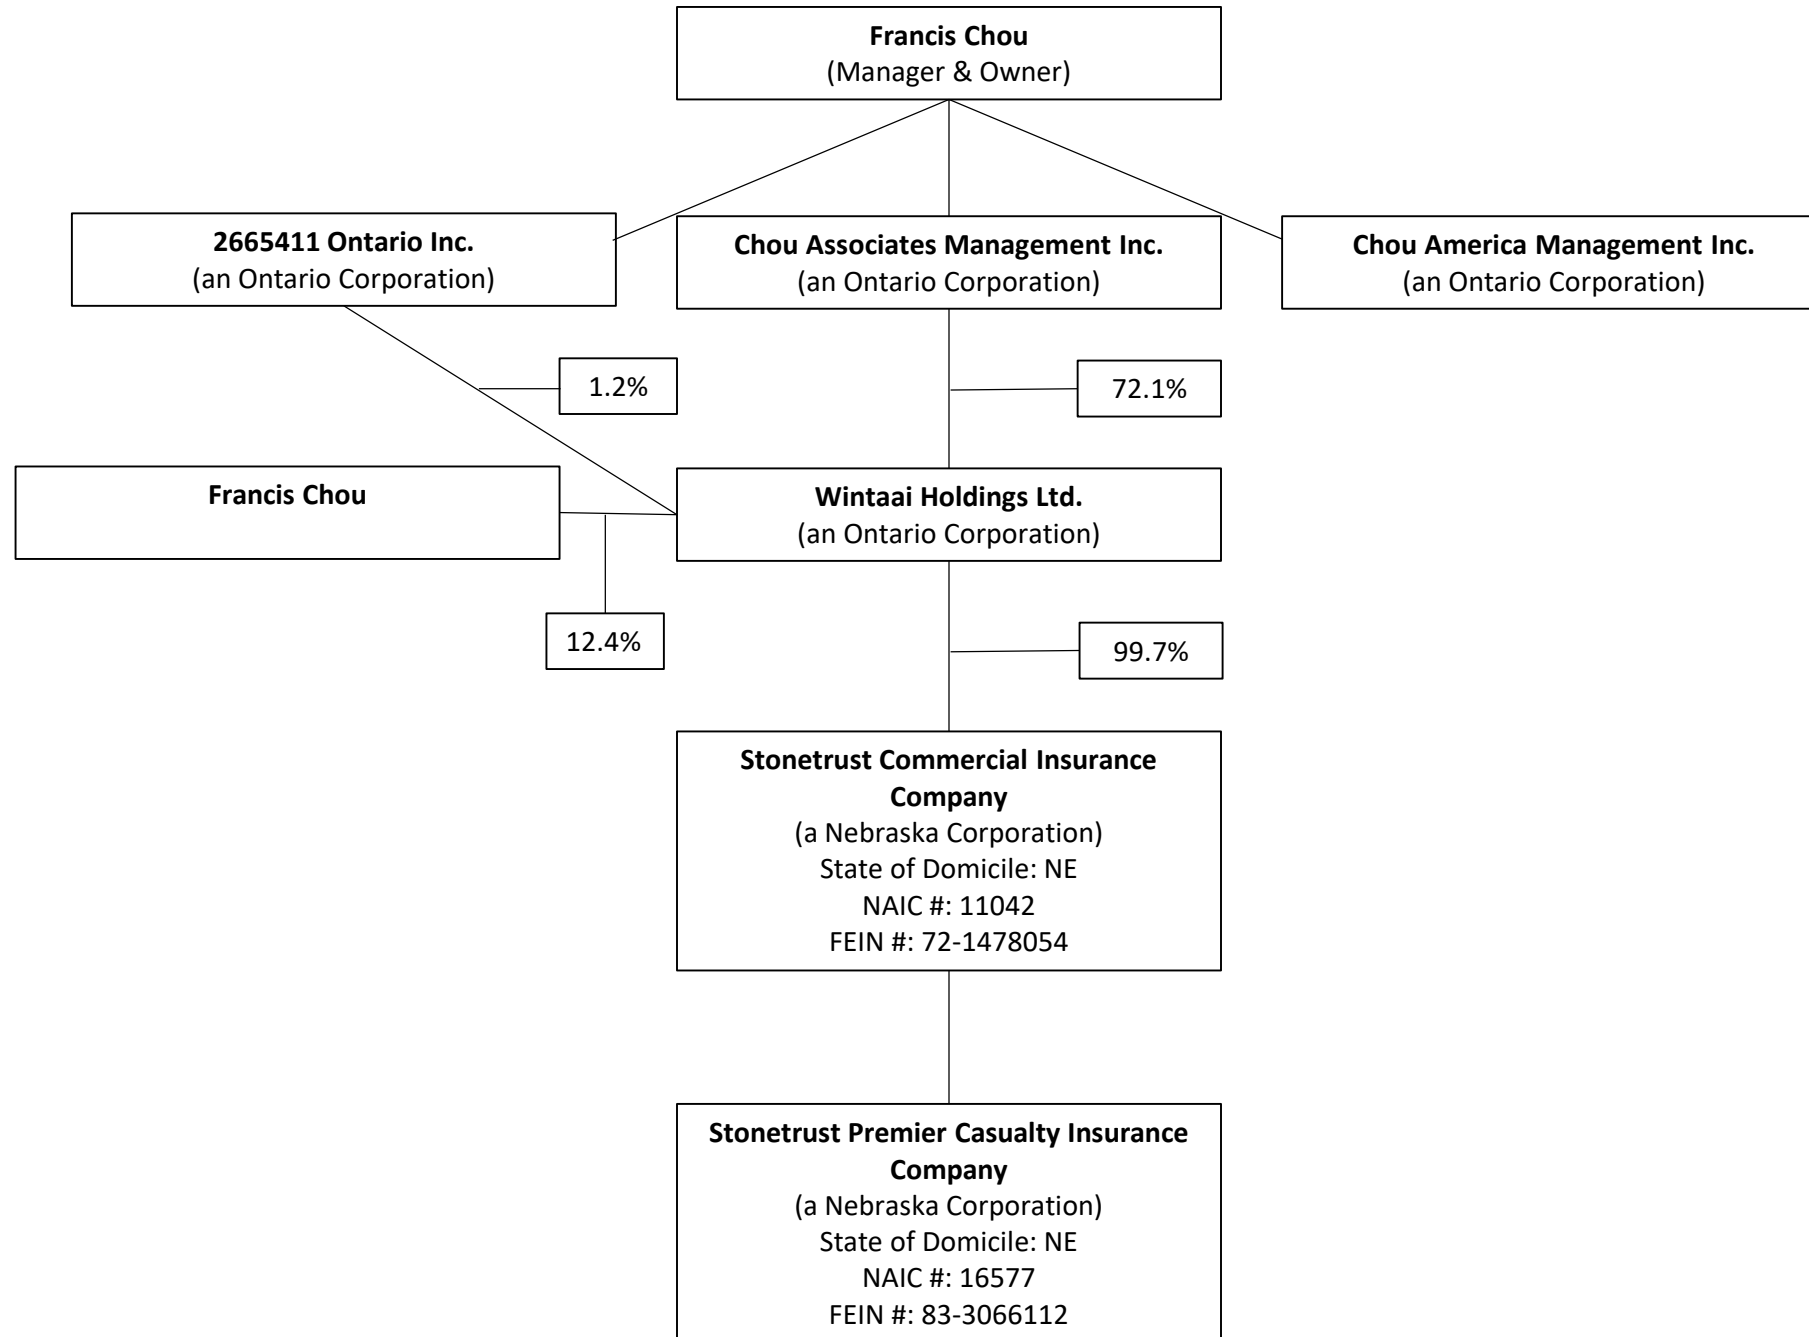 Francis Chou
(Manager & Owner)
2665411 Ontario Inc.
(an Ontario Corporation)
Chou Associates Management Inc.
(an Ontario Corporation)
Chou America Management Inc.
(an Ontario Corporation)
1.2%
72.1%
Francis Chou
Wintaai Holdings Ltd.
(an Ontario Corporation)
12.4%
99.7%
Stonetrust Commercial Insurance
Company
(a Nebraska Corporation)
State of Domicile: NE
NAIC #: 11042
FEIN #: 72-1478054
Stonetrust Premier Casualty Insurance
Company
(a Nebraska Corporation)
State of Domicile: NE
NAIC #: 16577
FEIN #: 83-3066112